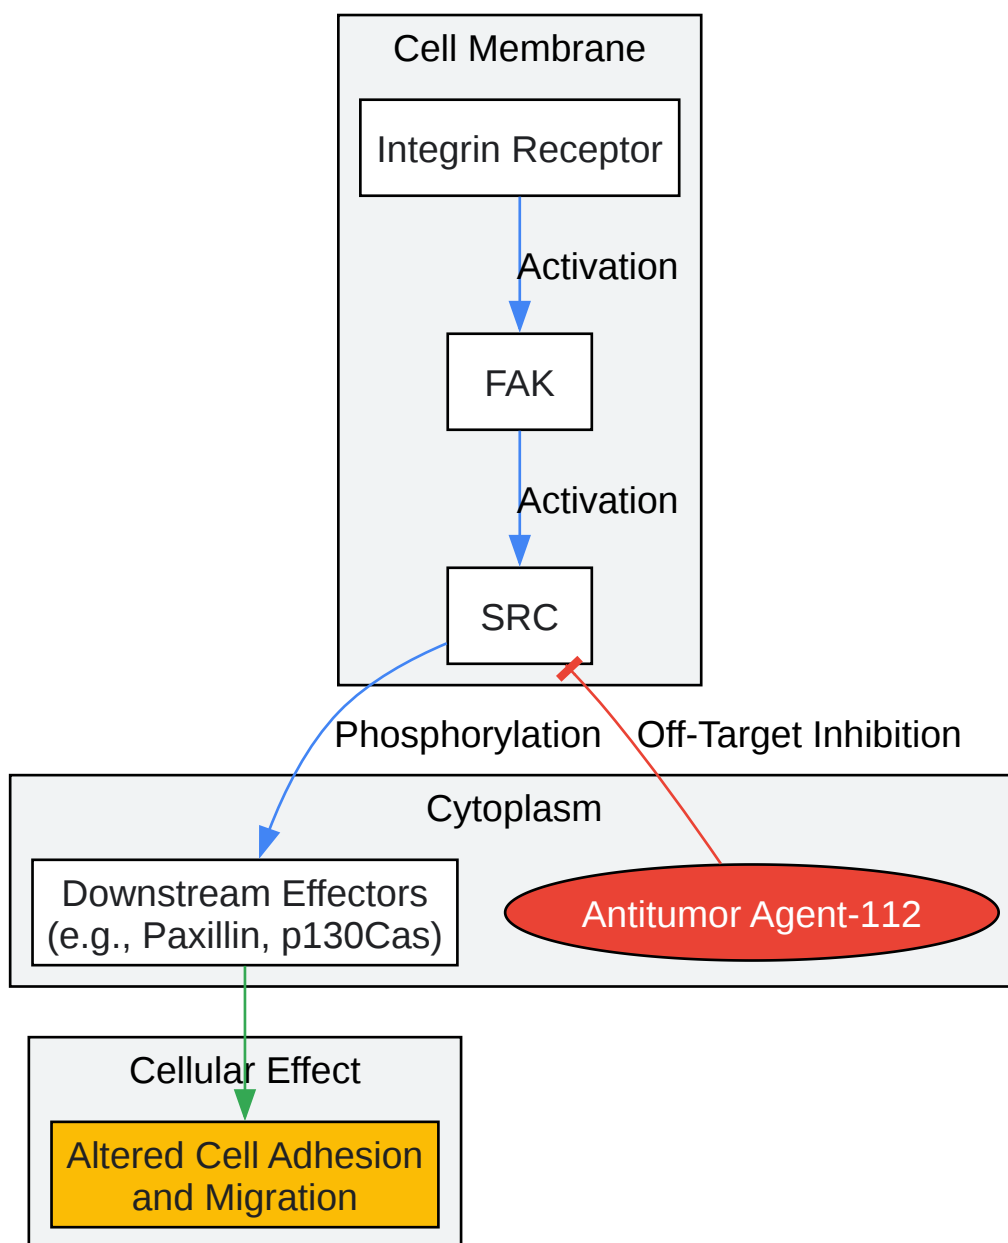 Cell Membrane
Integrin Receptor
Activation
FAK
Activation
SRC
Phosphorylation
Off-Target Inhibition
Cytoplasm
Downstream Effectors
(e.g., Paxillin, p130Cas)
Antitumor Agent-112
Cellular Effect
Altered Cell Adhesion
and Migration